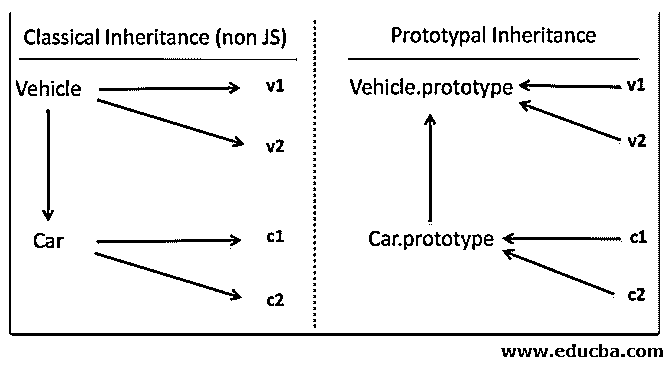 Classical Inheritance (non JS)
Vehicle
v1
v2
Car
c1
c2
Prototypal Inheritance
Vehicle.prototype
v1
v2
Car.prototype
c1
c2
www.educba.com